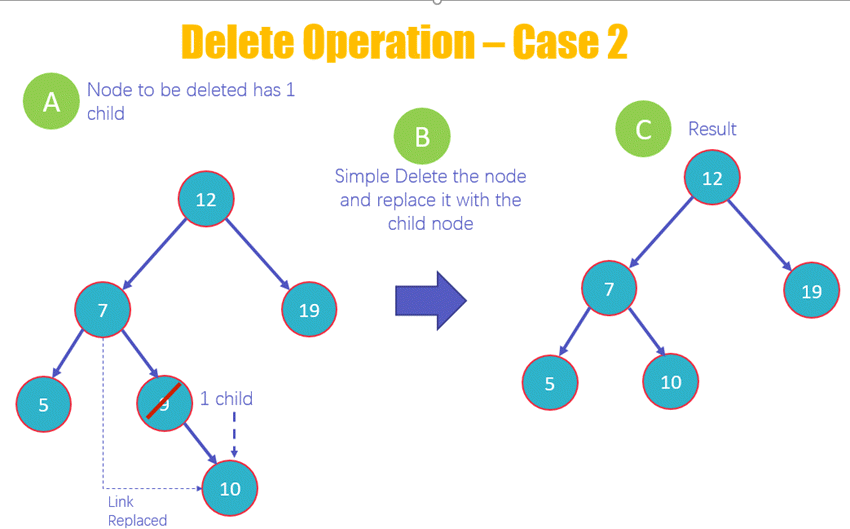 Delete Operation – Case 2
A
Node to be deleted has 1
child
B
Simple Delete the node
and replace it with the
child node
C
Result
12
7
19
5
9
1 child
10
Link
Replaced
12
7
19
5
10